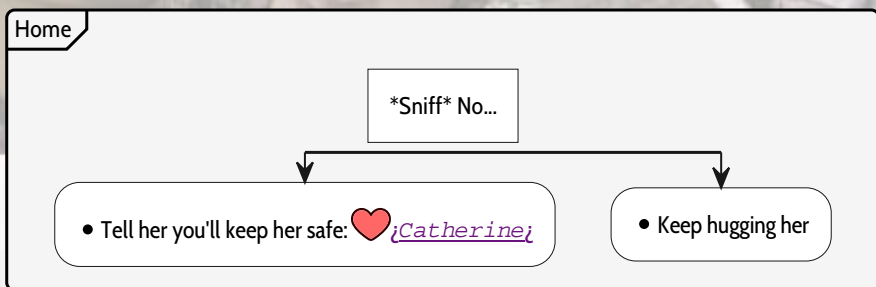 Home
*Sniff* No...
• Tell her you'll keep her safe: ¿Catherine¿
• Keep hugging her